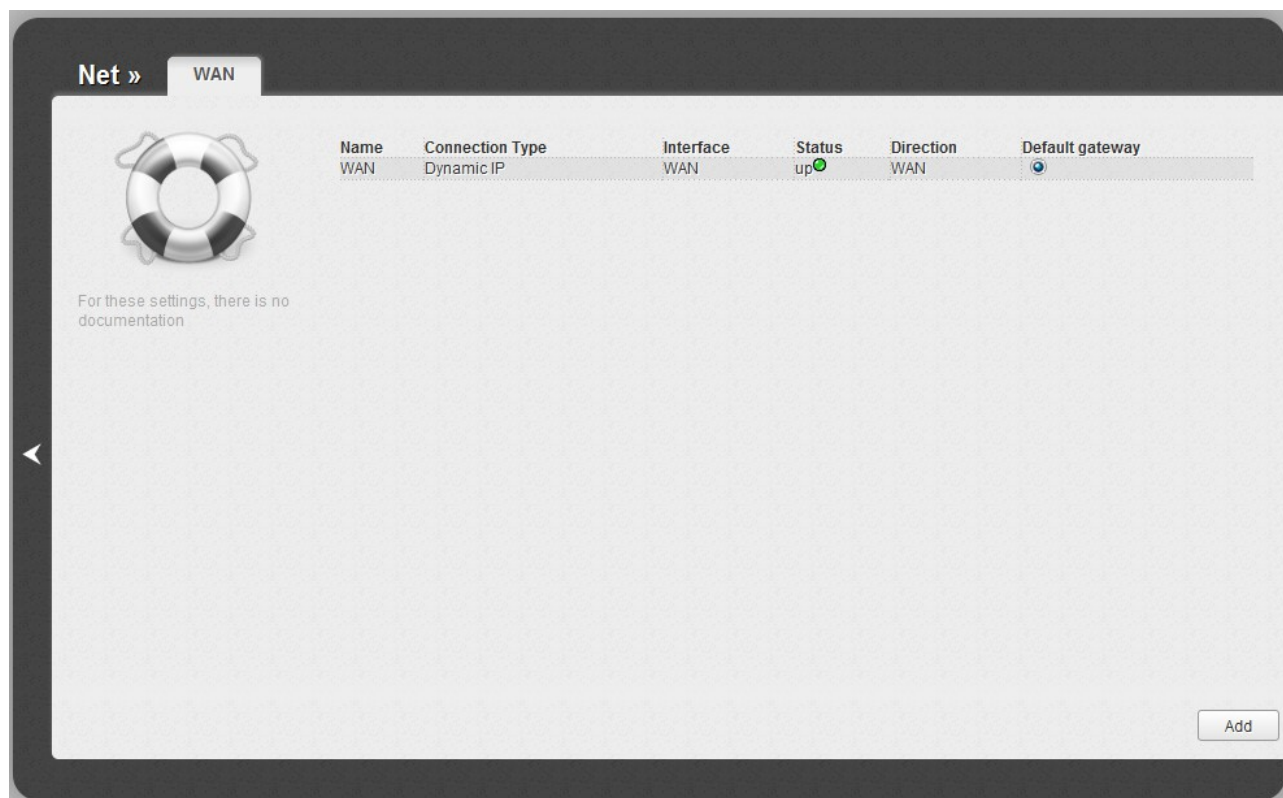 Net »
WAN
Name Connection Type Interface Status Direction Default gateway
WAN Dynamic IP WAN up WAN
For these settings, there is no
documentation
Add